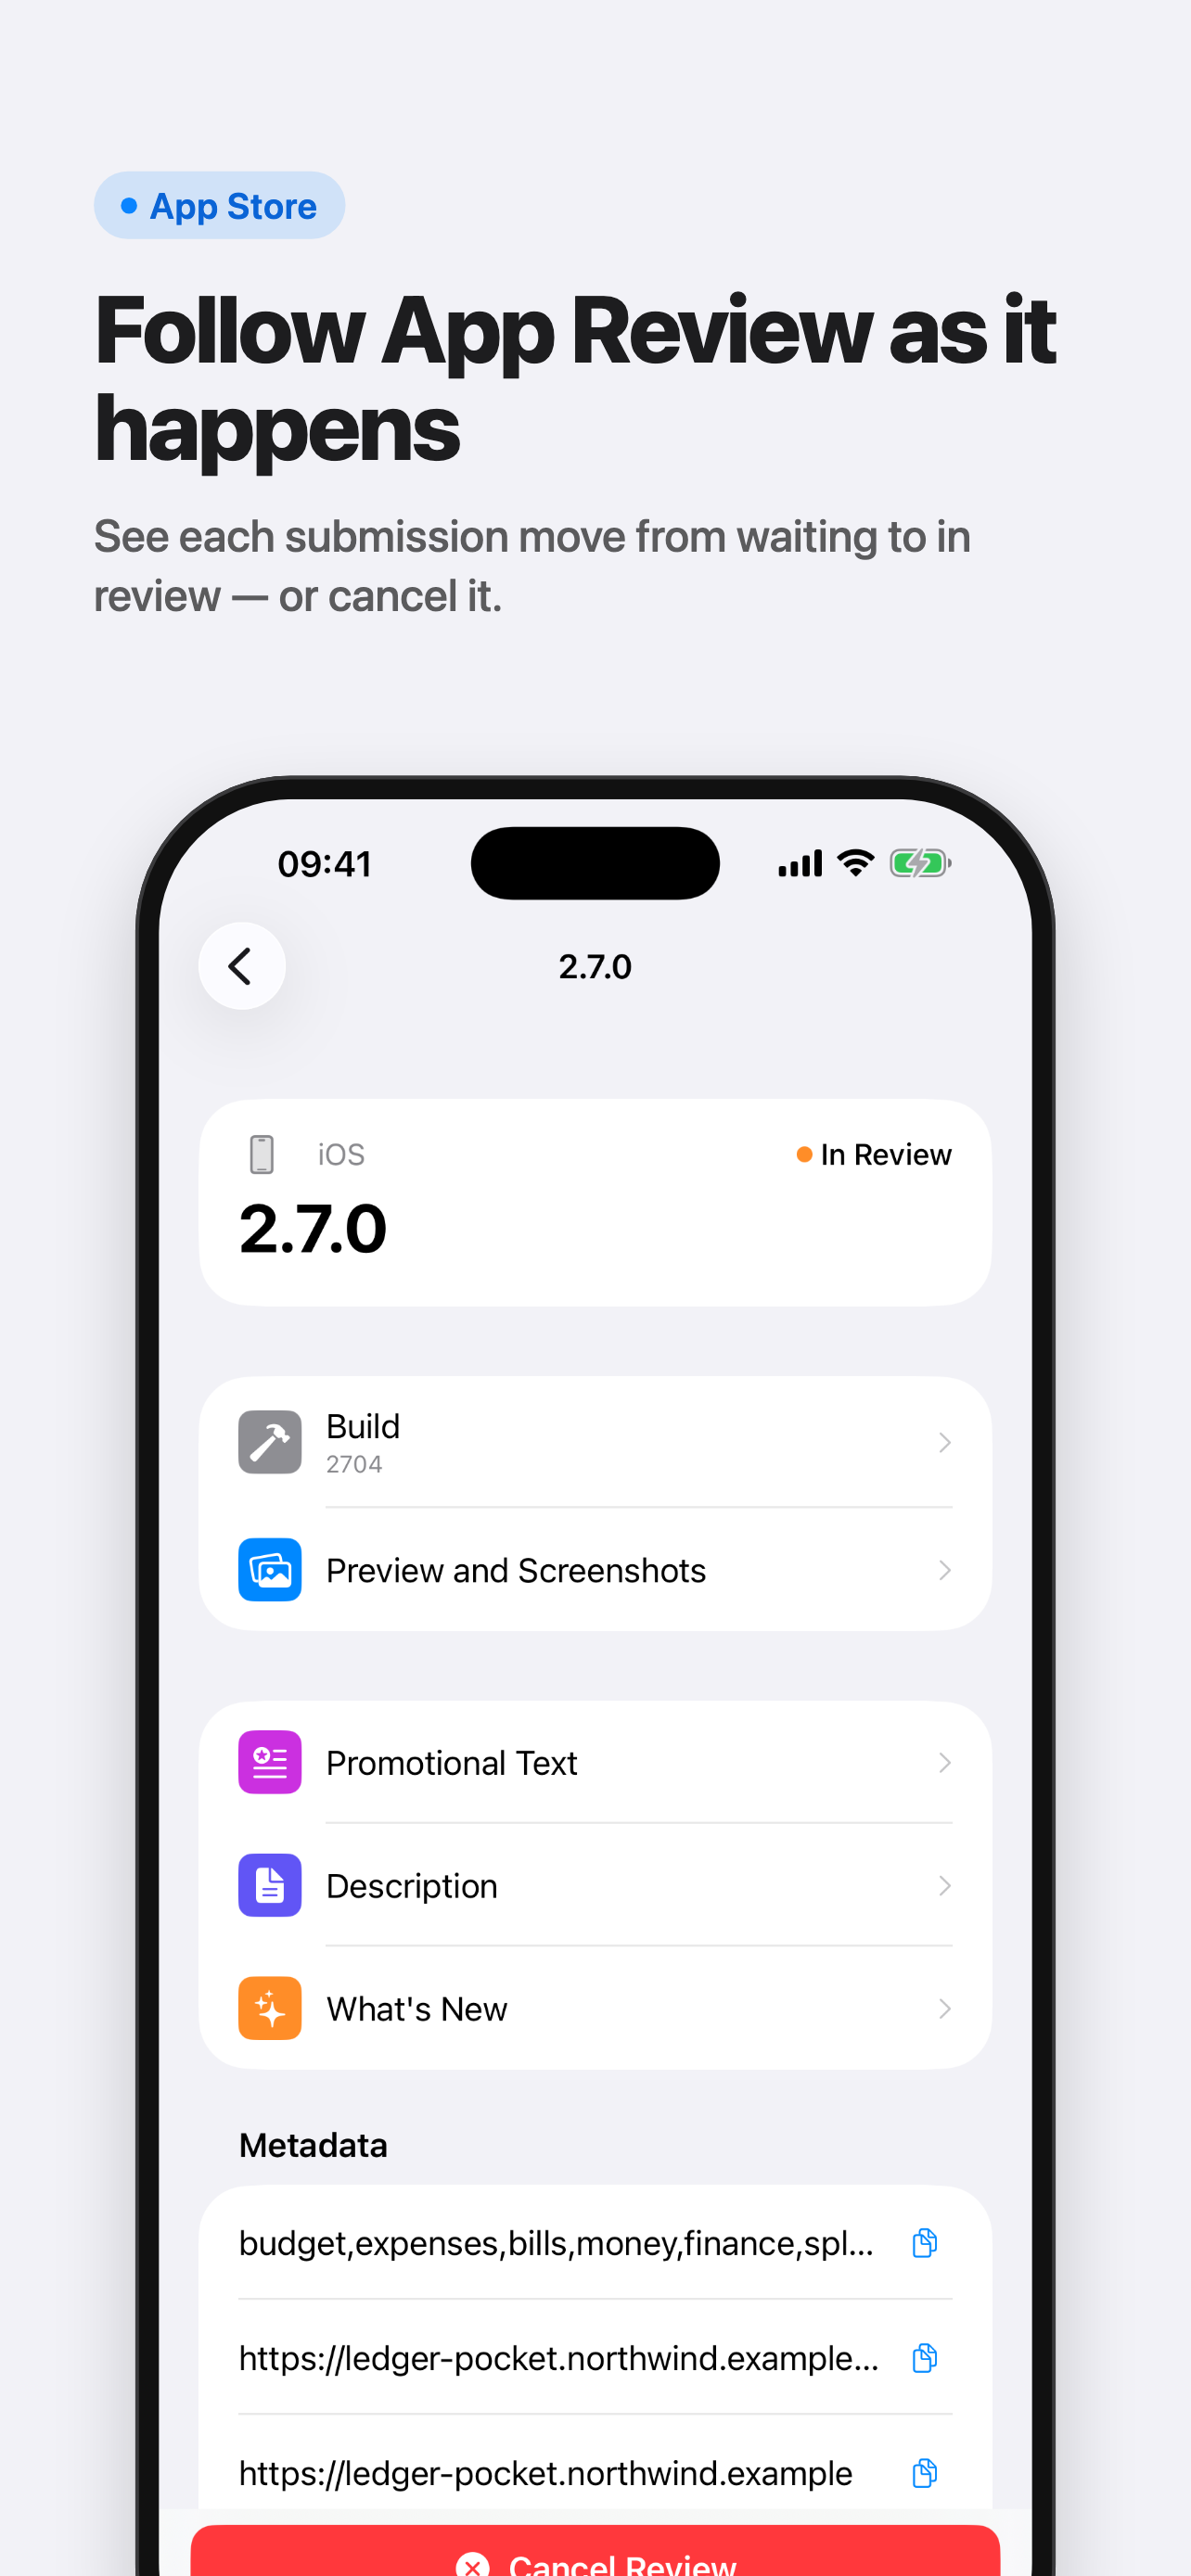 App Store
Follow App Review as it
happens
See each submission move from waiting to in
review — or cancel it.
09:41
2.7.0
iOS
In Review
2.7.0
Build
2704
Preview and Screenshots
Promotional Text
Description
What's New
Metadata
budget,expenses,bills,money,finance,spl...
https://ledger-pocket.northwind.example...
https://ledger-pocket.northwind.example
Cancel Review